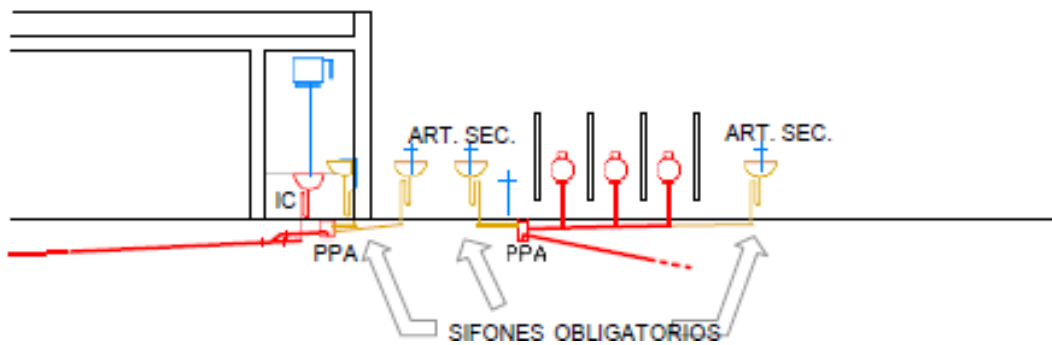 ART. SEC.
ART. SEC.
IC
PPA
PPA
SIFONES OBLIGATORIOS